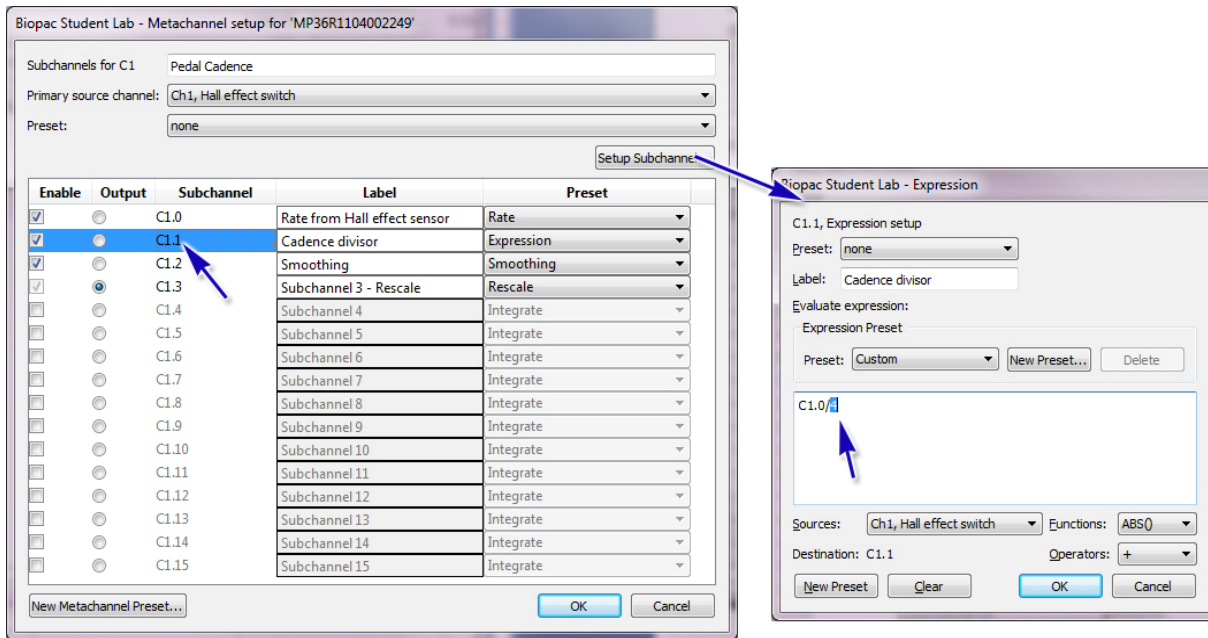 Biopac Student Lab - Metachannel setup for 'MP36R1104002249'
Subchannels for C1 Pedal Cadence
Primary source channel: Ch1, Hall effect switch
Preset: none
Setup Subchannel
Enable Output Subchannel Label Preset
C1.0 Rate from Hall effect sensor Rate
C1.1 Cadence divisor Expression
C1.2 Smoothing Smoothing
C1.3 Subchannel 3 - Rescale Rescale
C1.4 Subchannel 4 Integrate
C1.5 Subchannel 5 Integrate
C1.6 Subchannel 6 Integrate
C1.7 Subchannel 7 Integrate
C1.8 Subchannel 8 Integrate
C1.9 Subchannel 9 Integrate
C1.10 Subchannel 10 Integrate
C1.11 Subchannel 11 Integrate
C1.12 Subchannel 12 Integrate
C1.13 Subchannel 13 Integrate
C1.14 Subchannel 14 Integrate
C1.15 Subchannel 15 Integrate
New Metachannel Preset... OK Cancel
Biopac Student Lab - Expression
C1.1, Expression setup
Preset: none
Label: Cadence divisor
Evaluate expression:
Expression Preset
Preset: Custom New Preset... Delete
C1.0/4
Sources: Ch1, Hall effect switch Functions: ABS()
Destination: C1.1 Operators: +
New Preset Clear OK Cancel